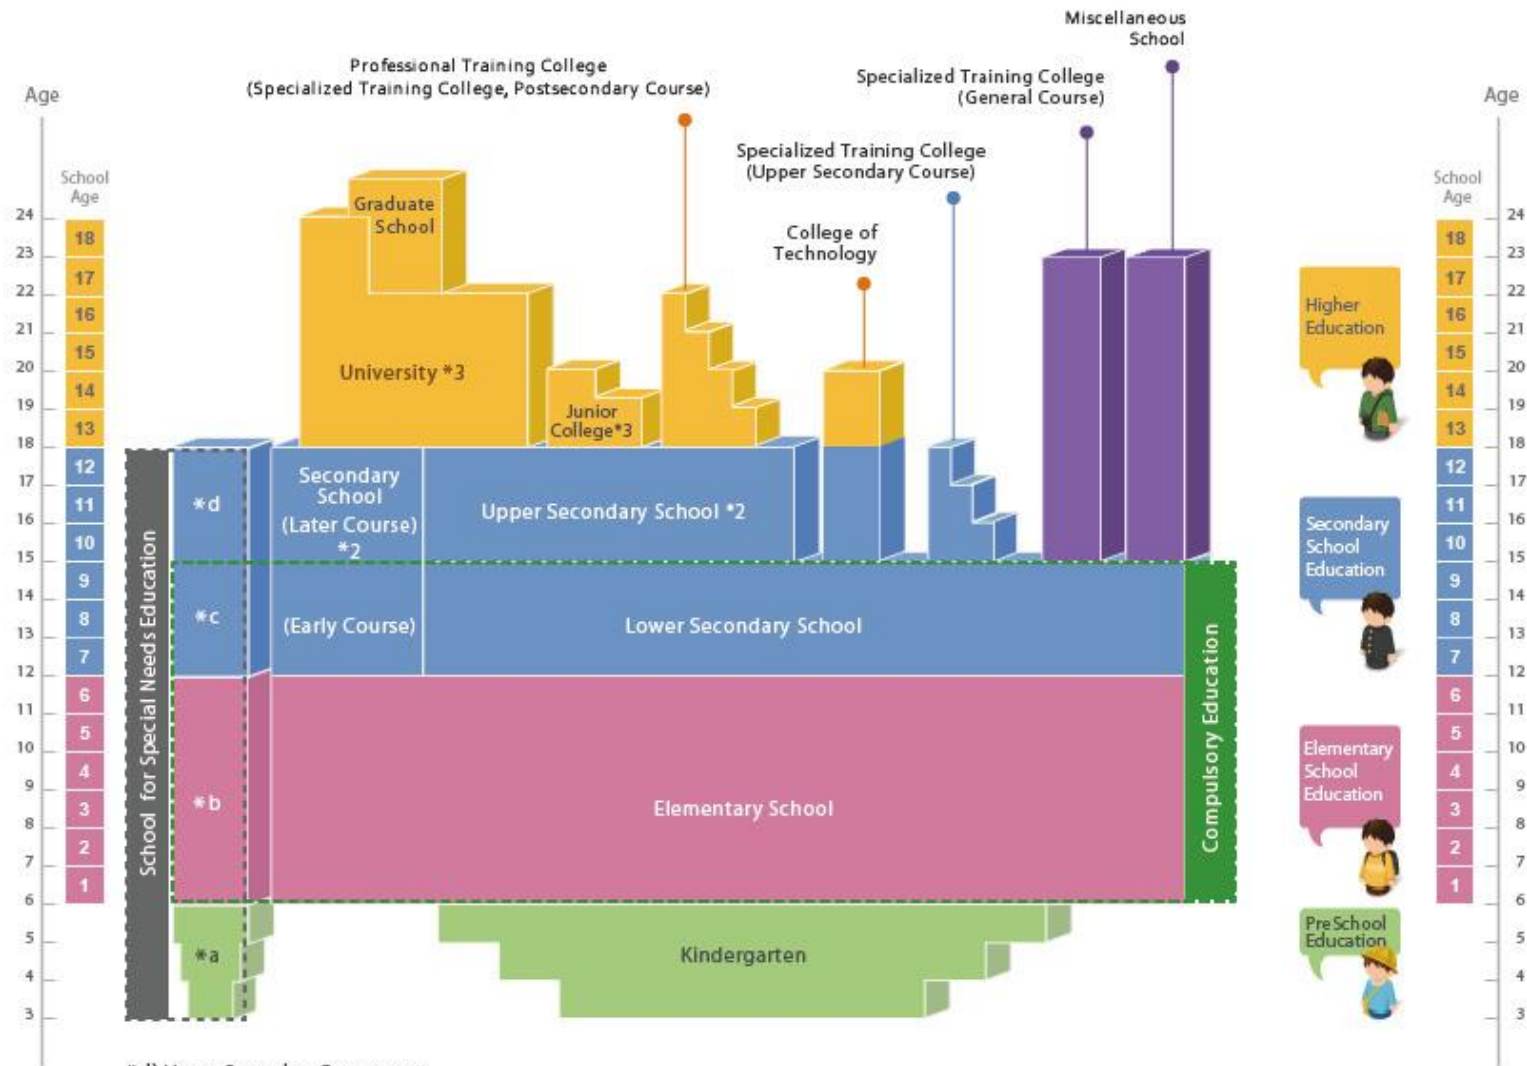 Miscellaneous
School
Professional Training College
(Specialized Training College, Postsecondary Course)
Specialized Training College
(General Course)
Age
Age
Specialized Training College
(Upper Secondary Course)
School
Age
School
Age
Graduate
School
College of
Technology
24
23
22
21
20
19
18
17
16
15
14
13
12
11
10
9
8
7
6
5
4
3
18
17
16
15
14
13
12
11
10
9
8
7
6
5
4
3
2
1
University *3
Junior
College*3
School for Special Needs Education
*d
*c
*b
*a
Secondary
School
(Later Course)
*2
Upper Secondary School *2
(Early Course)
Lower Secondary School
Elementary School
Kindergarten
Compulsory Education
Higher
Education
Secondary
School
Education
Elementary
School
Education
PreSchool
Education
18
17
16
15
14
13
12
11
10
9
8
7
6
5
4
3
2
1
24
23
22
21
20
19
18
17
16
15
14
13
12
11
10
9
8
7
6
5
4
3